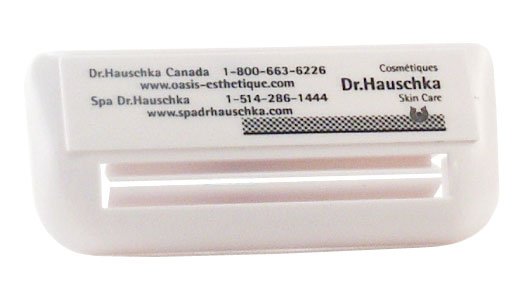 Dr.Hauschka Canada 1-800-663-6226
www.oasis-esthetique.com
Spa Dr.Hauschka 1-514-286-1444
www.spadrhauschka.com
Cosmétiques
Dr.Hauschka
Skin Care